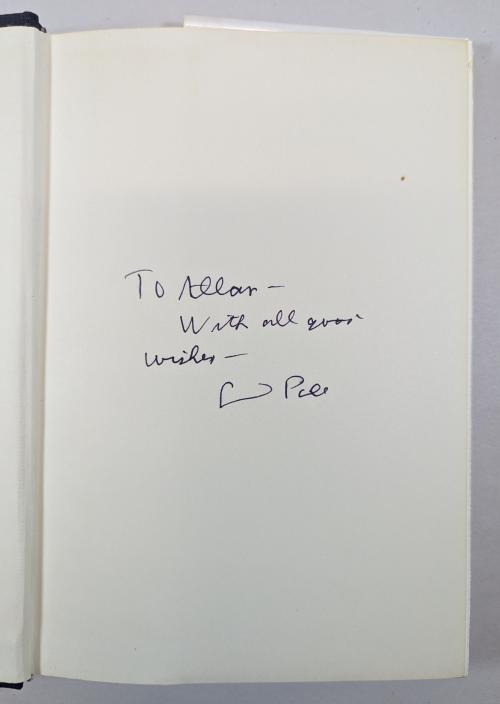 To Allan —
With all good
wishes —